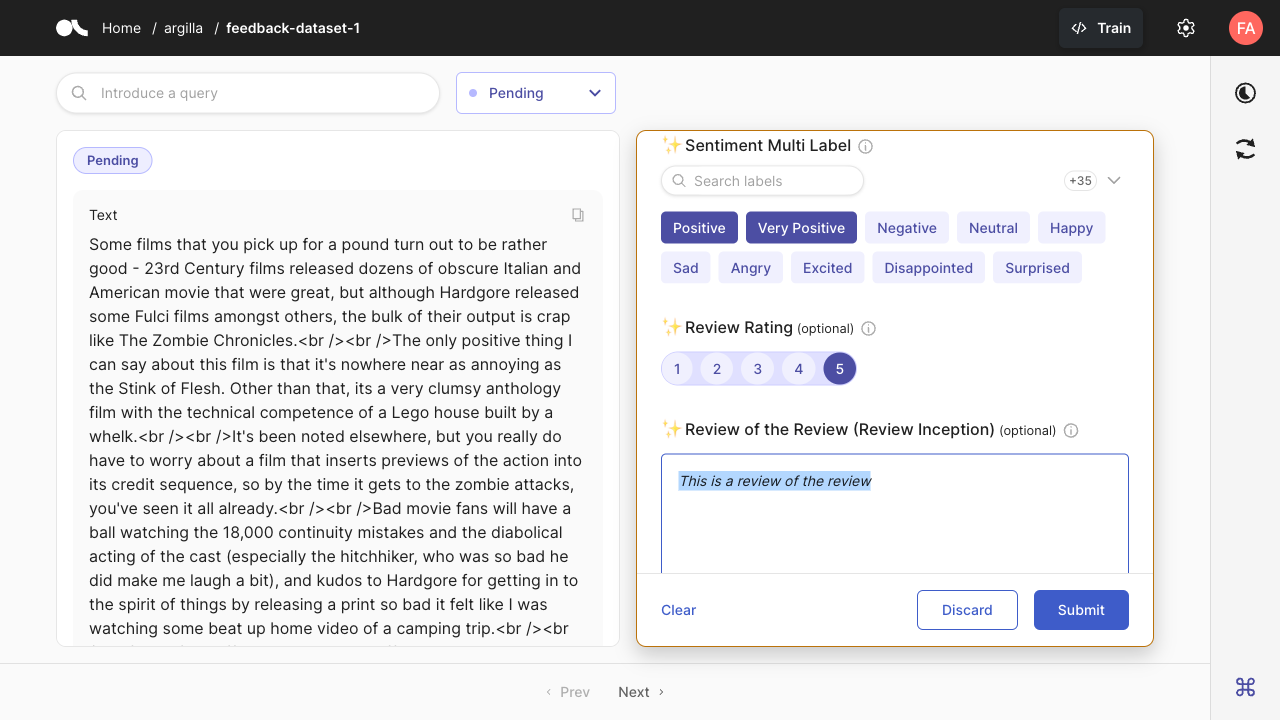 Home / argilla / feedback-dataset-1
Train
FA
Introduce a query
Pending
Pending
Text
Some films that you pick up for a pound turn out to be rather
good - 23rd Century films released dozens of obscure Italian and
American movie that were great, but although Hardgore released
some Fulci films amongst others, the bulk of their output is crap
like The Zombie Chronicles.<br /><br />The only positive thing I
can say about this film is that it's nowhere near as annoying as
the Stink of Flesh. Other than that, its a very clumsy anthology
film with the technical competence of a Lego house built by a
whelk.<br /><br />It's been noted elsewhere, but you really do
have to worry about a film that inserts previews of the action into
its credit sequence, so by the time it gets to the zombie attacks,
you've seen it all already.<br /><br />Bad movie fans will have a
ball watching the 18,000 continuity mistakes and the diabolical
acting of the cast (especially the hitchhiker, who was so bad he
did make me laugh a bit), and kudos to Hardgore for getting in to
the spirit of things by releasing a print so bad it felt like I was
watching some beat up home video of a camping trip.<br /><br
✨Sentiment Multi Label
Search labels
+35
Positive Very Positive Negative Neutral Happy
Sad Angry Excited Disappointed Surprised
✨Review Rating (optional)
1 2 3 4 5
✨Review of the Review (Review Inception) (optional)
This is a review of the review
Clear Discard Submit
‹ Prev Next ›